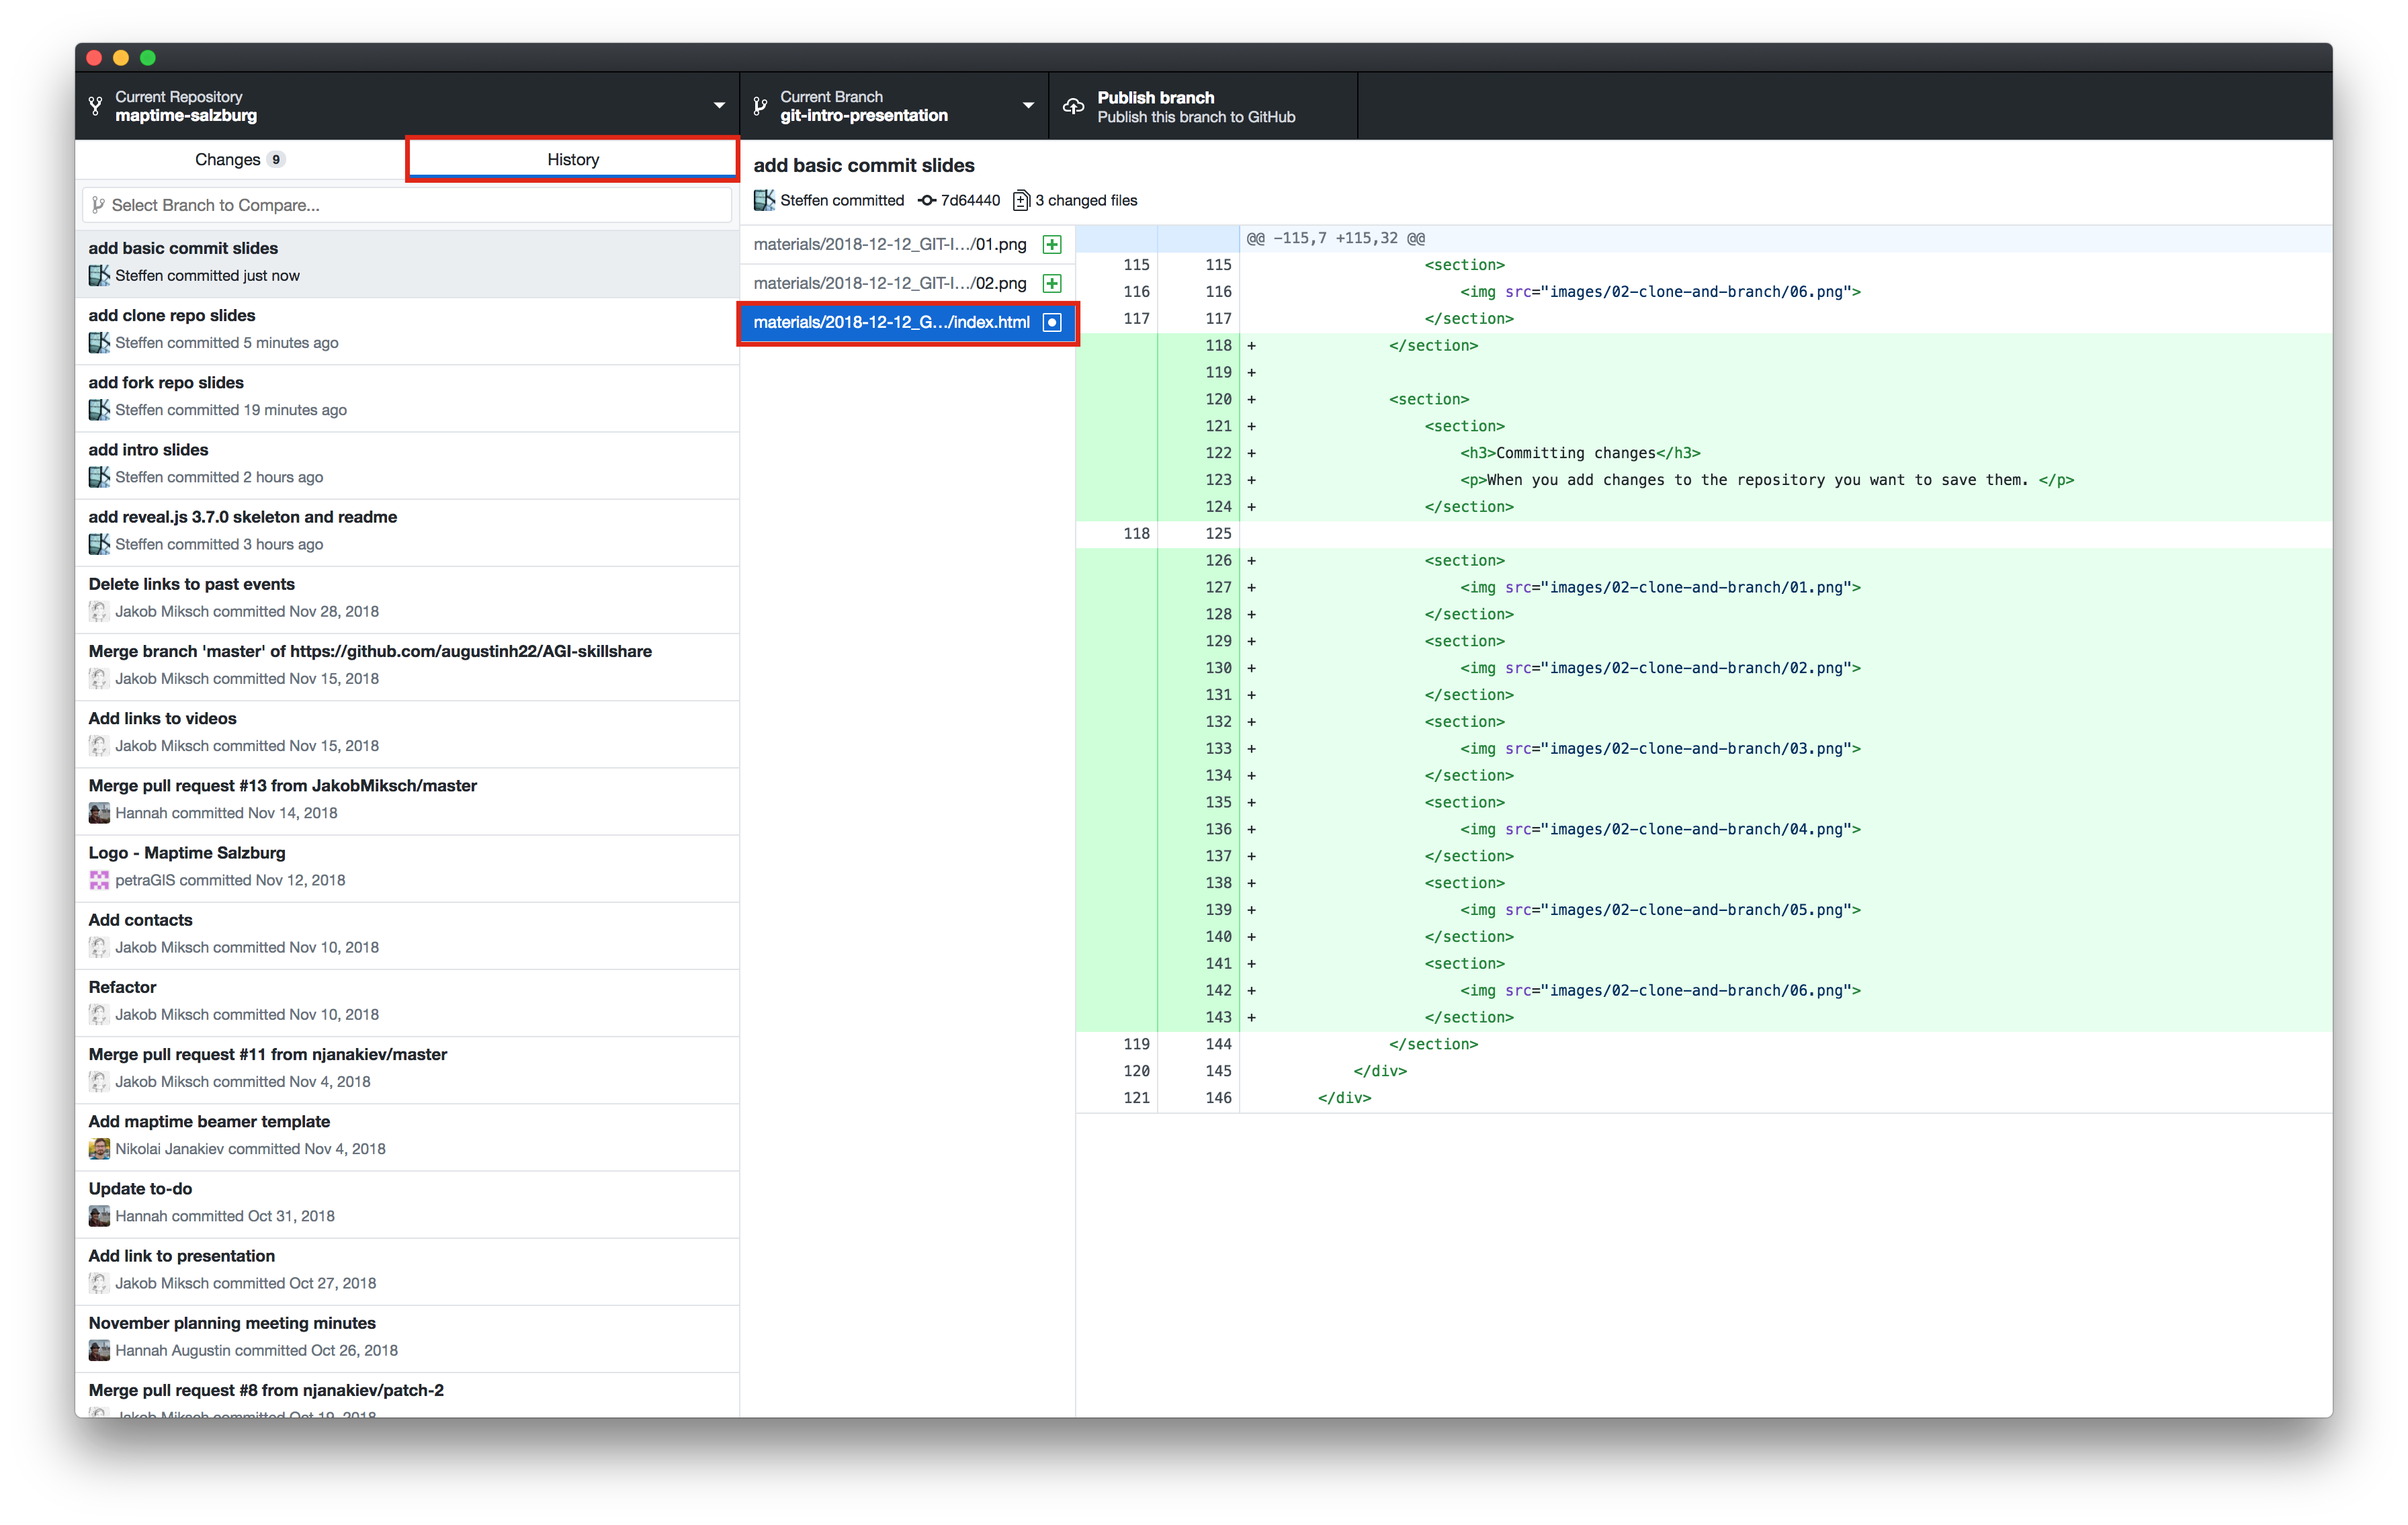 Current Repository
maptime-salzburg
Current Branch
git-intro-presentation
Publish branch
Publish this branch to GitHub
Changes 9
History
Select Branch to Compare...
add basic commit slides
Steffen committed just now
add clone repo slides
Steffen committed 5 minutes ago
add fork repo slides
Steffen committed 19 minutes ago
add intro slides
Steffen committed 2 hours ago
add reveal.js 3.7.0 skeleton and readme
Steffen committed 3 hours ago
Delete links to past events
Jakob Miksch committed Nov 28, 2018
Merge branch 'master' of https://github.com/augustinh22/AGI-skillshare
Jakob Miksch committed Nov 15, 2018
Add links to videos
Jakob Miksch committed Nov 15, 2018
Merge pull request #13 from JakobMiksch/master
Hannah committed Nov 14, 2018
Logo - Maptime Salzburg
petraGIS committed Nov 12, 2018
Add contacts
Jakob Miksch committed Nov 10, 2018
Refactor
Jakob Miksch committed Nov 10, 2018
Merge pull request #11 from njanakiev/master
Jakob Miksch committed Nov 4, 2018
Add maptime beamer template
Nikolai Janakiev committed Nov 4, 2018
Update to-do
Hannah committed Oct 31, 2018
Add link to presentation
Jakob Miksch committed Oct 27, 2018
November planning meeting minutes
Hannah Augustin committed Oct 26, 2018
Merge pull request #8 from njanakiev/patch-2
Jakob Miksch committed Oct 19, 2018
add basic commit slides
Steffen committed 7d64440 3 changed files
materials/2018-12-12_GIT-I…/01.png
materials/2018-12-12_GIT-I…/02.png
materials/2018-12-12_G…/index.html
@@ -115,7 +115,32 @@
115 115 <section>
116 116 <img src="images/02-clone-and-branch/06.png">
117 117 </section>
118 + </section>
119 +
120 + <section>
121 + <section>
122 + <h3>Committing changes</h3>
123 + <p>When you add changes to the repository you want to save them. </p>
124 + </section>
118 125
126 + <section>
127 + <img src="images/02-clone-and-branch/01.png">
128 + </section>
129 + <section>
130 + <img src="images/02-clone-and-branch/02.png">
131 + </section>
132 + <section>
133 + <img src="images/02-clone-and-branch/03.png">
134 + </section>
135 + <section>
136 + <img src="images/02-clone-and-branch/04.png">
137 + </section>
138 + <section>
139 + <img src="images/02-clone-and-branch/05.png">
140 + </section>
141 + <section>
142 + <img src="images/02-clone-and-branch/06.png">
143 + </section>
119 144 </section>
120 145 </div>
121 146 </div>